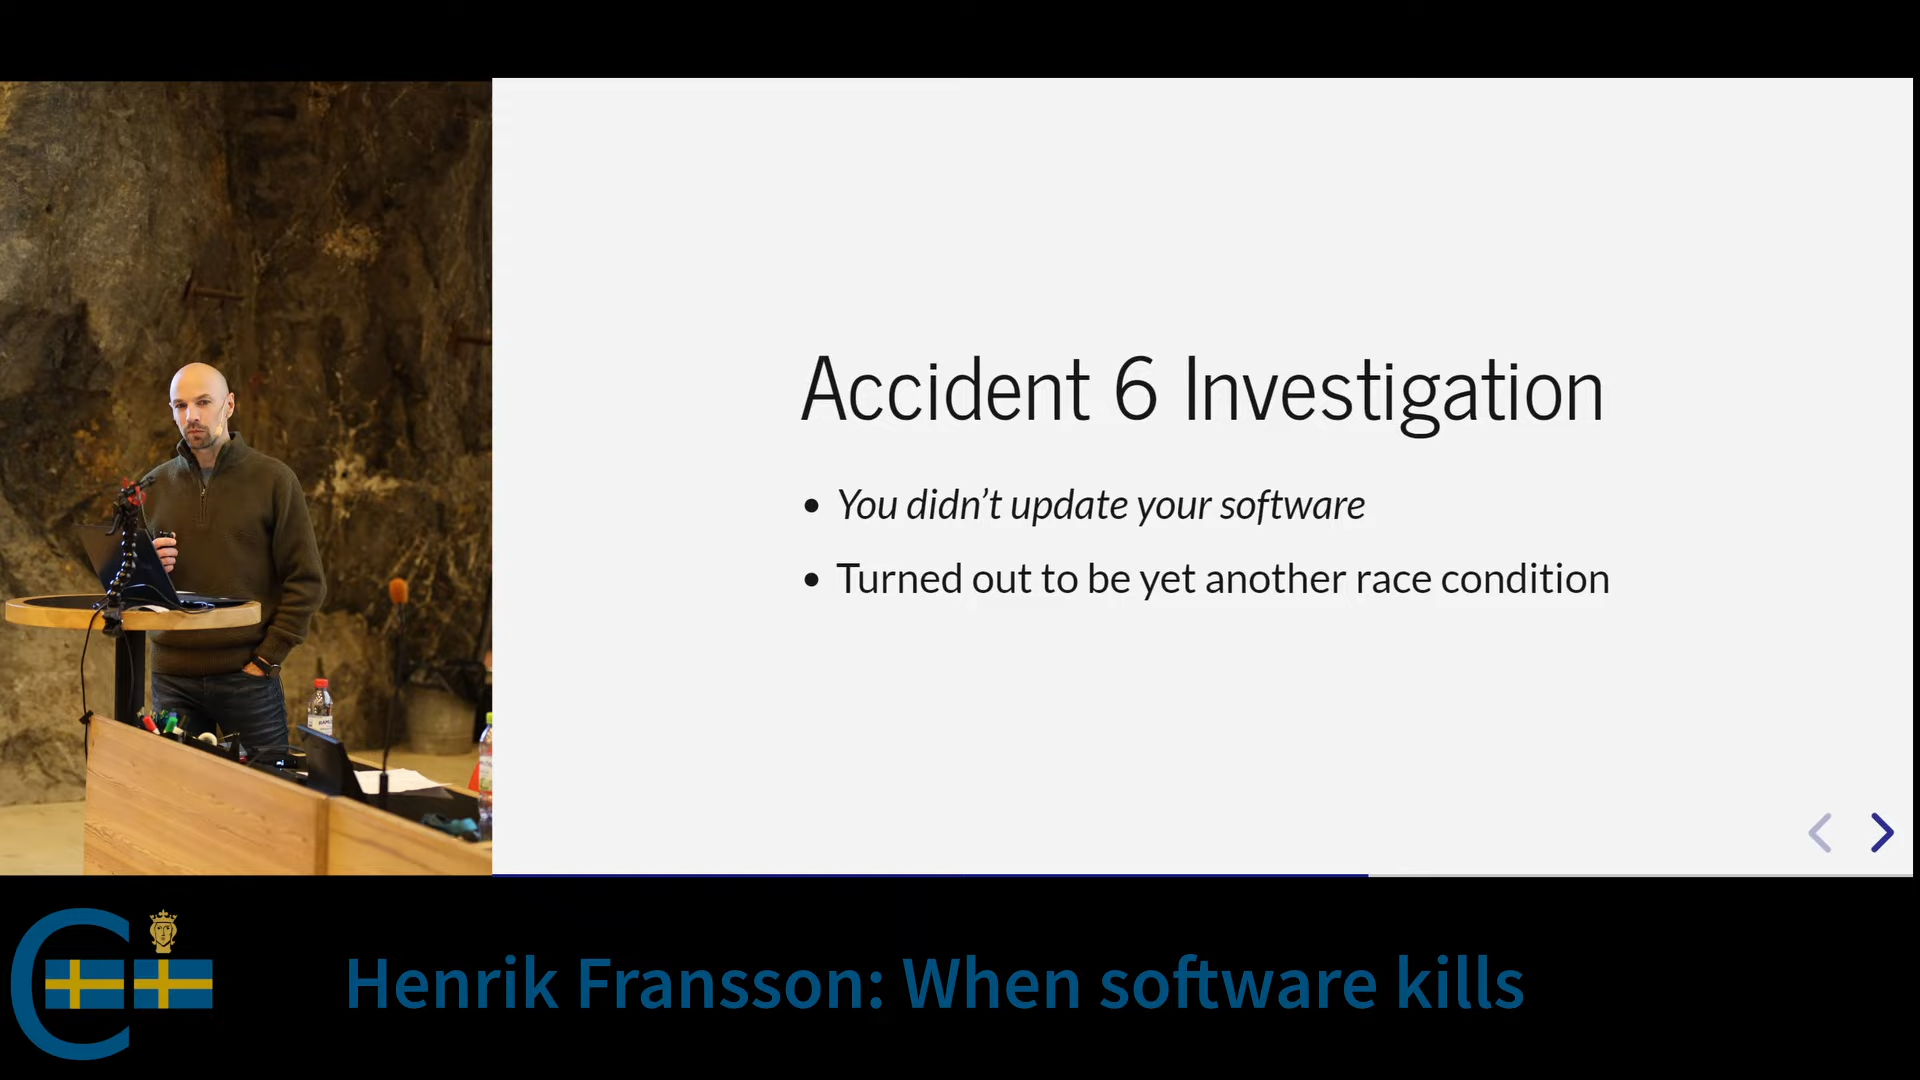 Accident 6 Investigation
• You didn't update your software
• Turned out to be yet another race condition
Henrik Fransson: When software kills